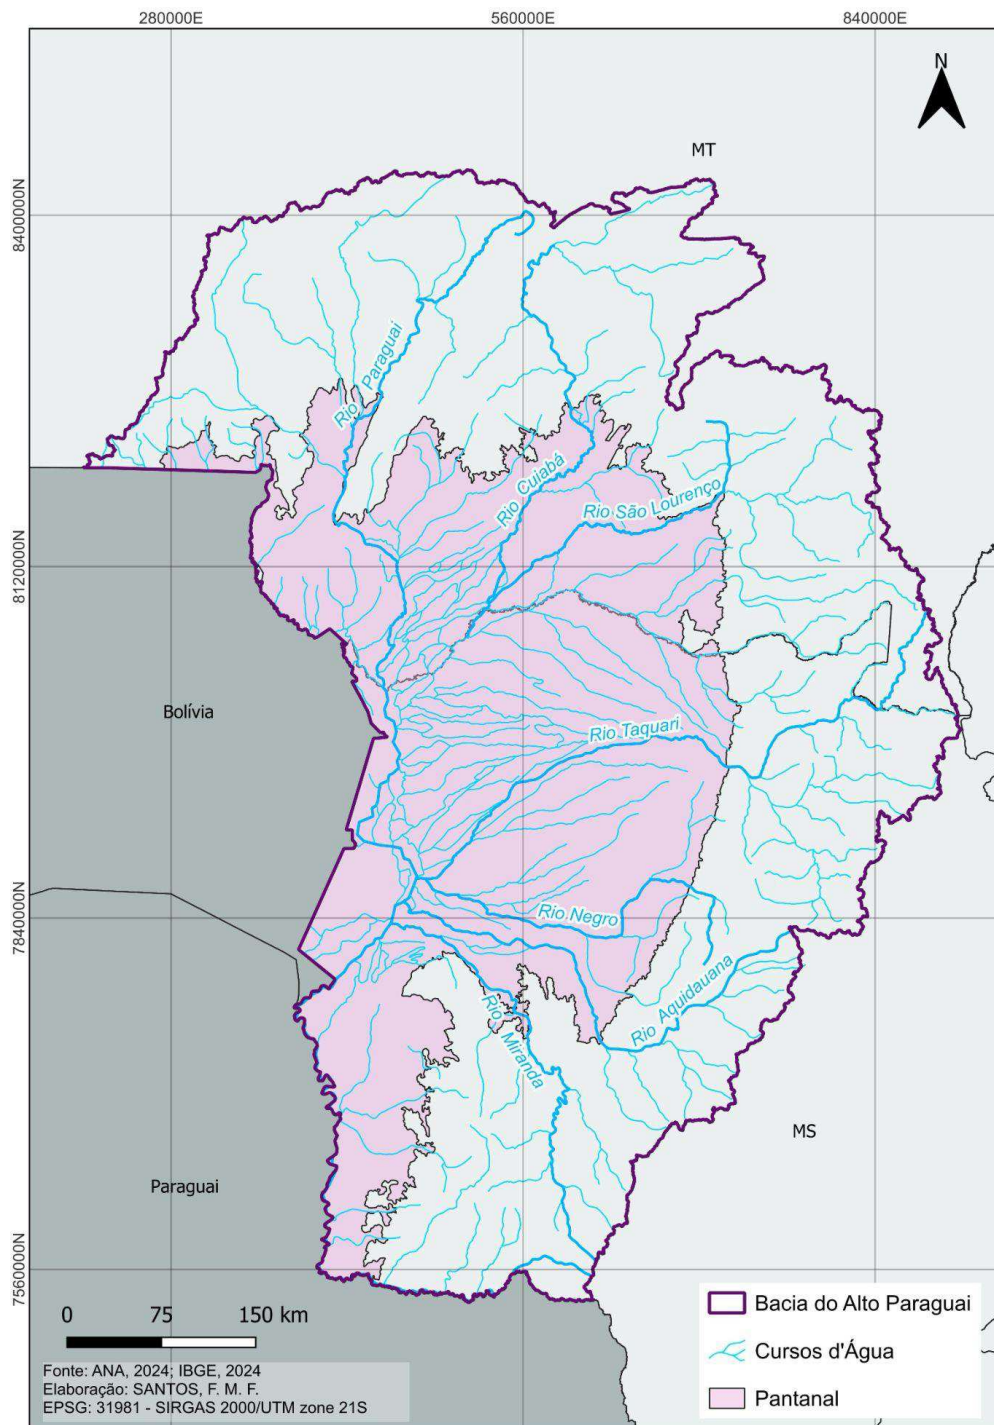 280000E 560000E 840000E
N
MT
8400000N
Rio Paraguai
Rio Cuiabá
Rio São Lourenço
8120000N
Bolívia
Rio Taquari
7840000N
Rio Negro
Rio Aquidauana
Rio Miranda
MS
Paraguai
7560000N
0 75 150 km
Bacia do Alto Paraguai
Cursos d'Água
Pantanal
Fonte: ANA, 2024; IBGE, 2024
Elaboração: SANTOS, F. M. F.
EPSG: 31981 - SIRGAS 2000/UTM zone 21S